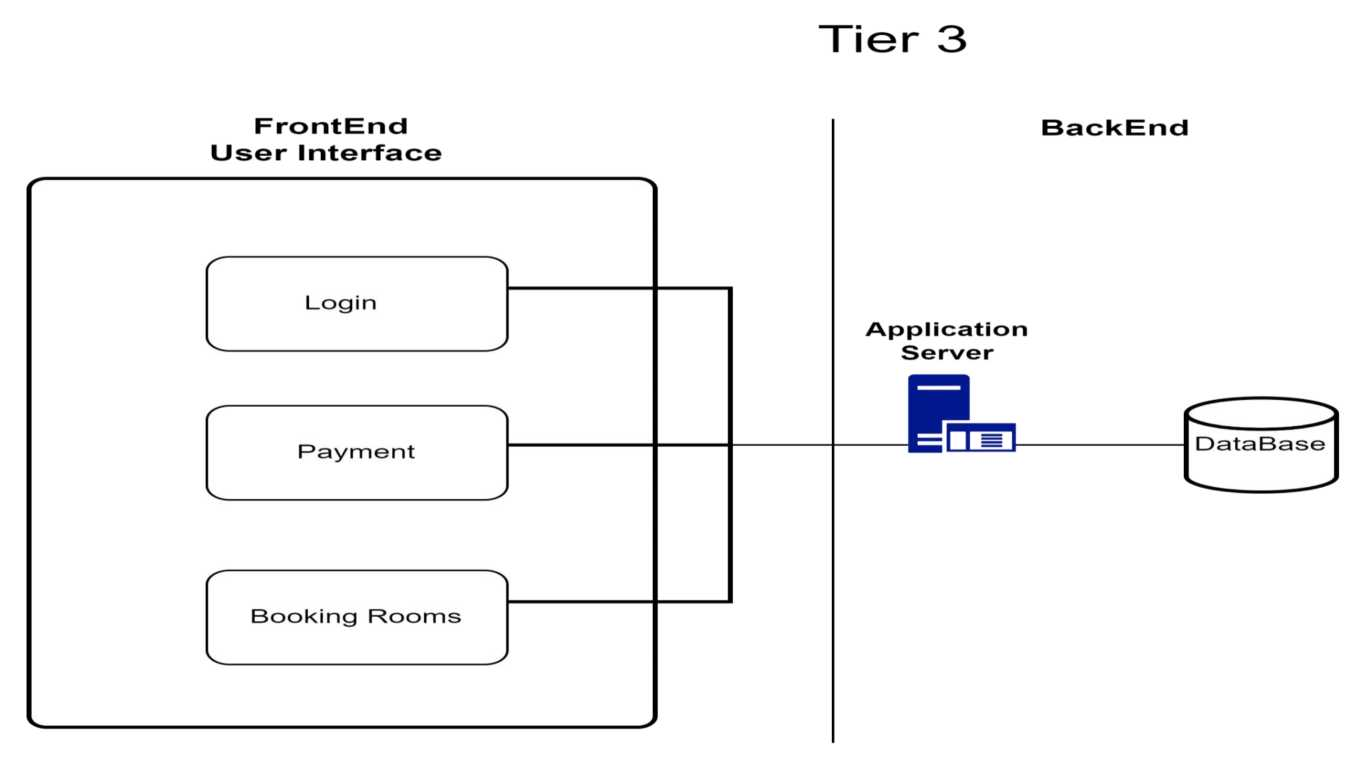 Tier 3
FrontEnd
User Interface
BackEnd
Login
Payment
Booking Rooms
Application
Server
DataBase